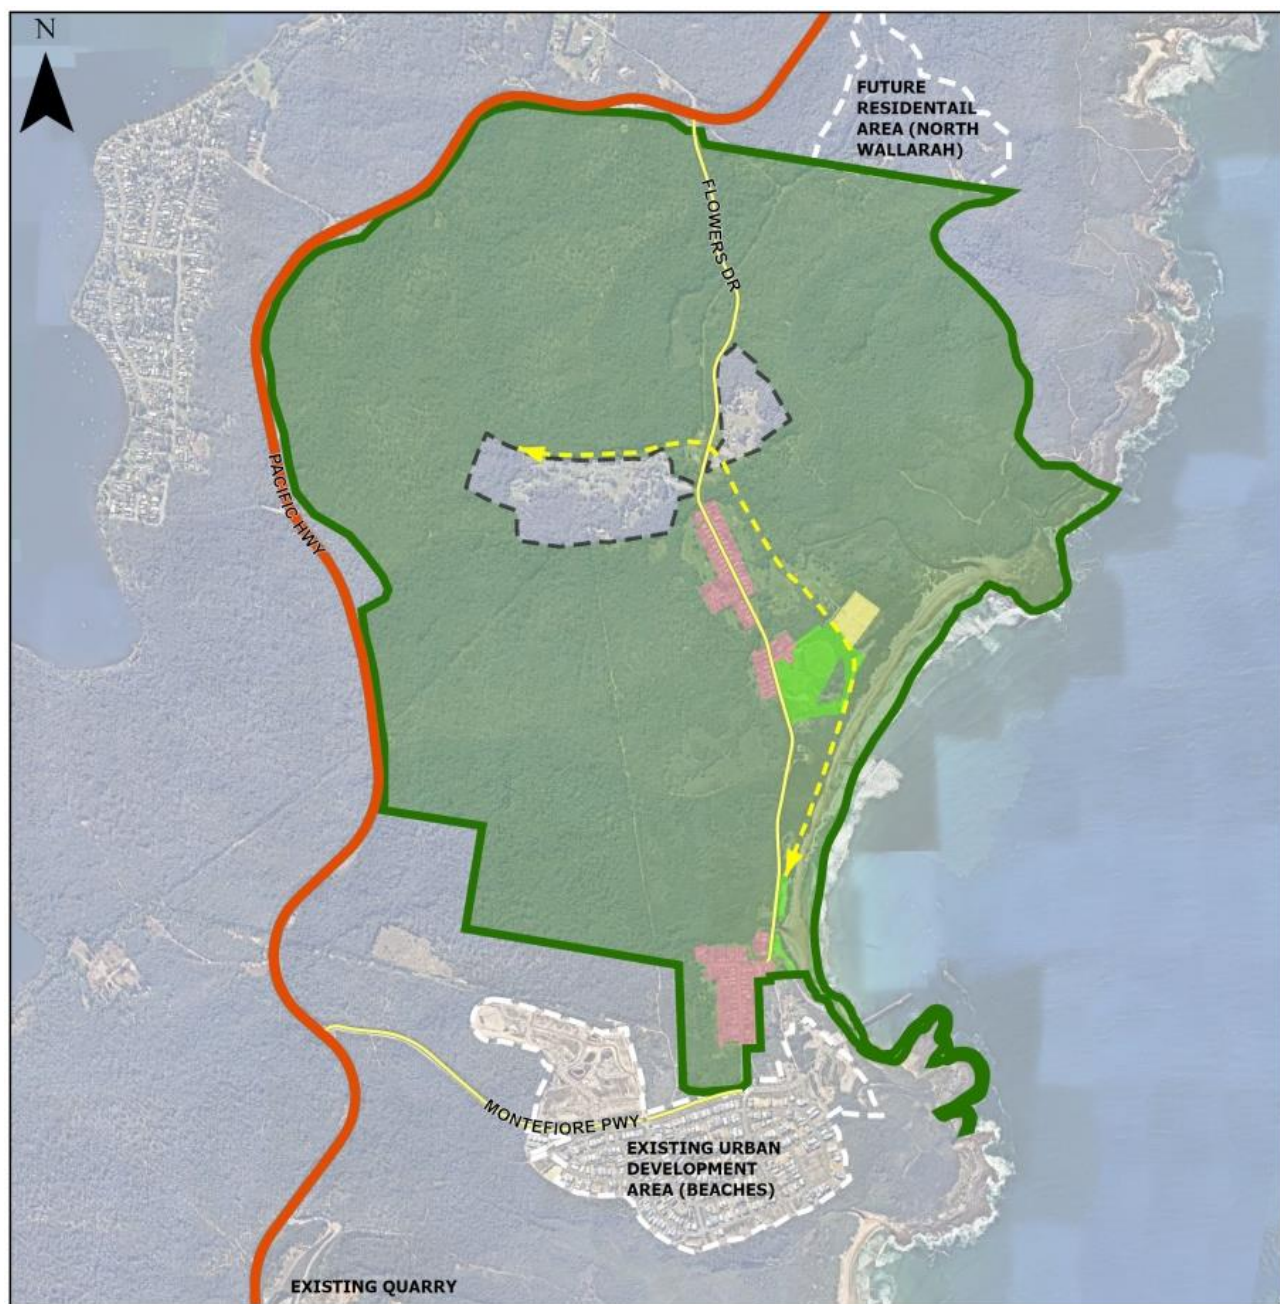 N
FUTURE
RESIDENTAIL
AREA (NORTH
WALLARAH)
FLOWERS DR
PACIFIC HWY
MONTEFIORE PWY
EXISTING URBAN
DEVELOPMENT
AREA (BEACHES)
EXISTING QUARRY